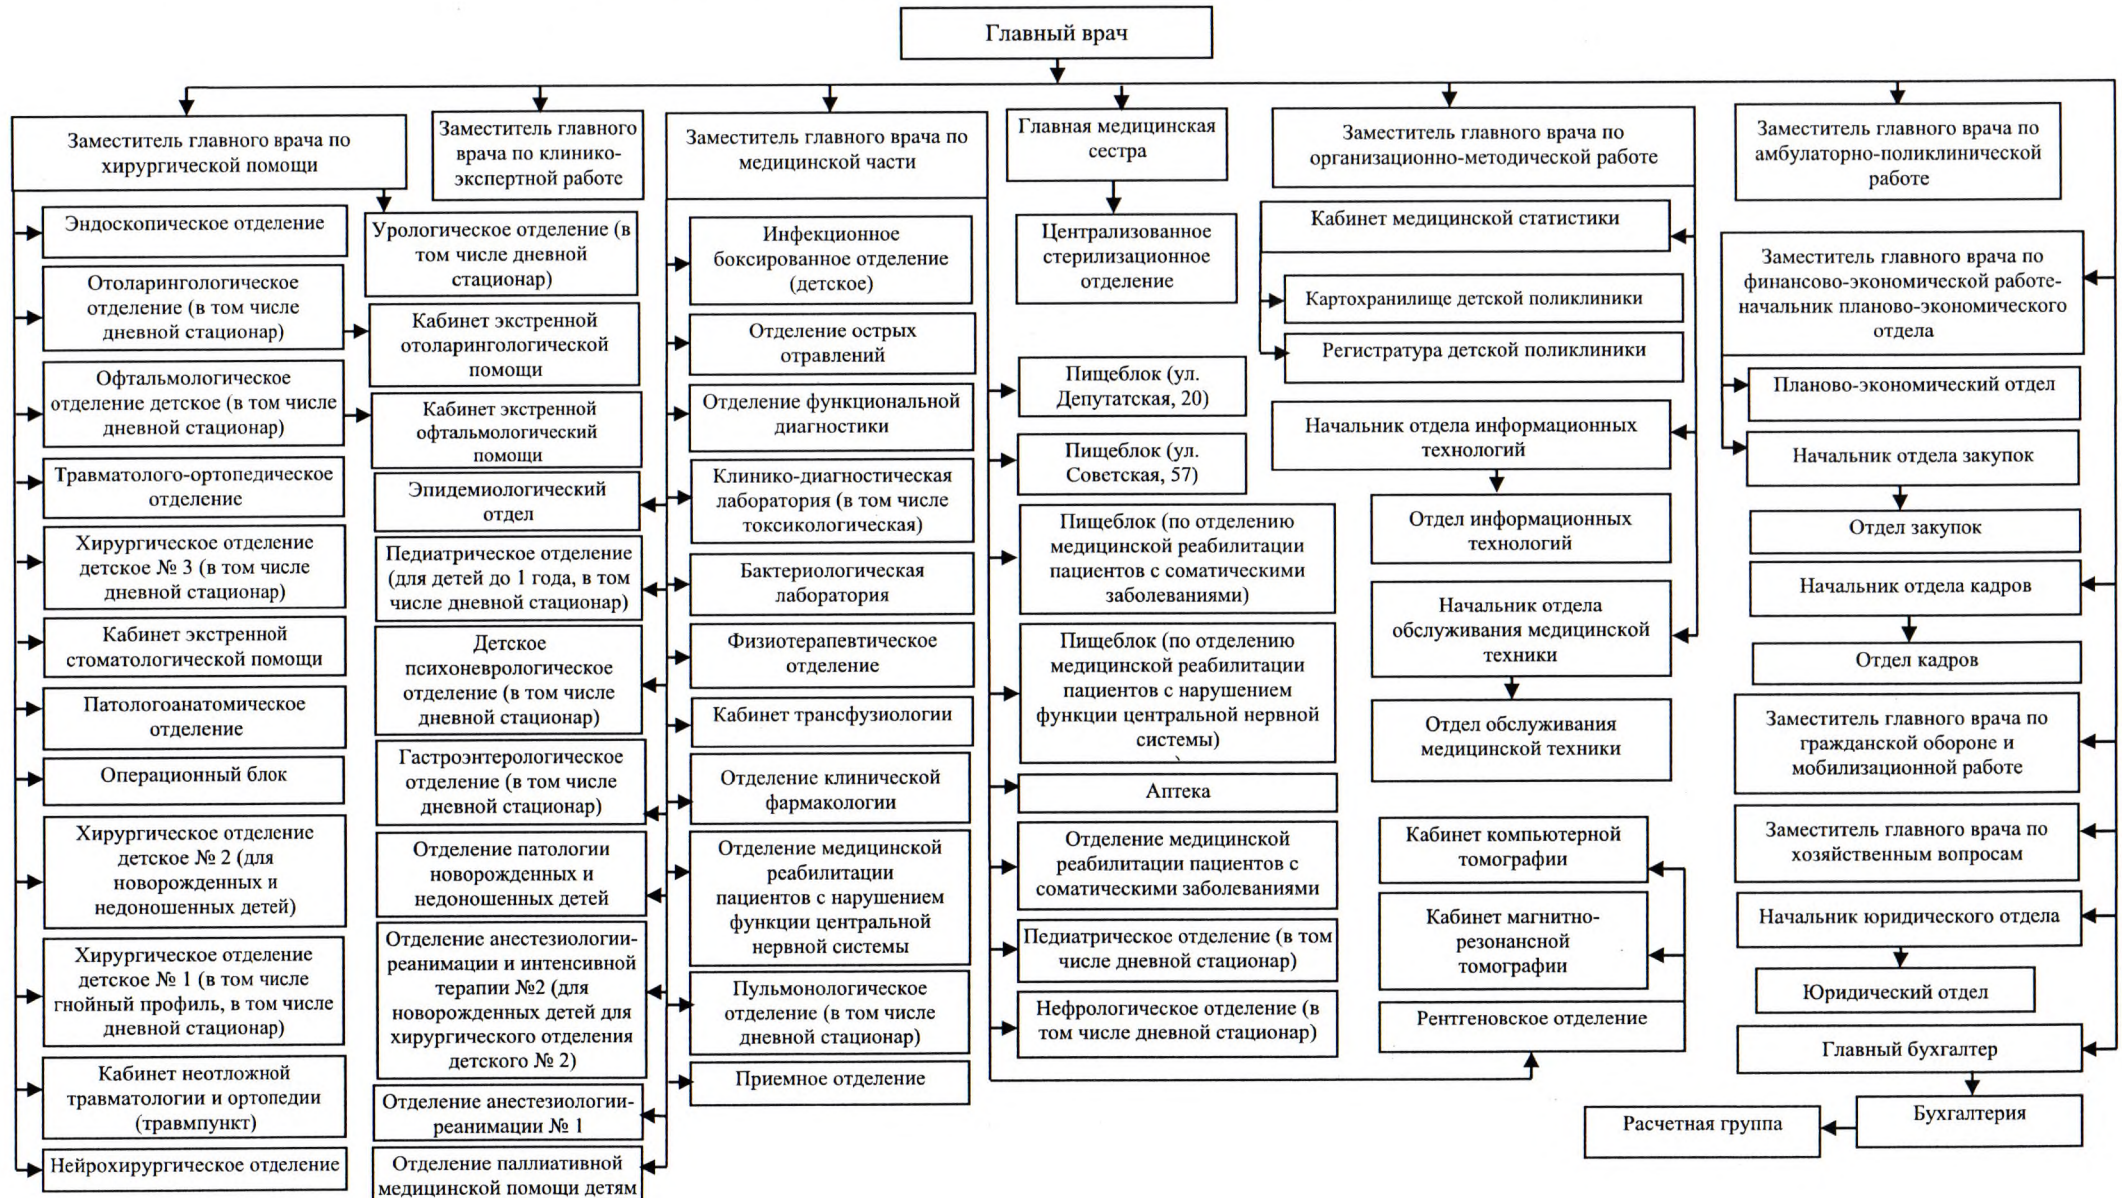 Главный врач
Заместитель главного врача по
хирургической помощи
Заместитель главного
врача по клинико-
экспертной работе
Заместитель главного врача по
медицинской части
Главная медицинская
сестра
Заместитель главного врача по
организационно-методической работе
Заместитель главного врача по
амбулаторно-поликлинической
работе
Эндоскопическое отделение
Отоларингологическое
отделение (в том числе
дневной стационар)
Офтальмологическое
отделение детское (в том числе
дневной стационар)
Травматолого-ортопедическое
отделение
Хирургическое отделение
детское № 3 (в том числе
дневной стационар)
Кабинет экстренной
стоматологической помощи
Патологоанатомическое
отделение
Операционный блок
Хирургическое отделение
детское № 2 (для
новорожденных и
недоношенных детей)
Хирургическое отделение
детское № 1 (в том числе
гнойный профиль, в том числе
дневной стационар)
Кабинет неотложной
травматологии и ортопедии
(травмпункт)
Нейрохирургическое отделение
Урологическое отделение (в
том числе дневной
стационар)
Кабинет экстренной
отоларингологической
помощи
Кабинет экстренной
офтальмологический
помощи
Эпидемиологический
отдел
Педиатрическое отделение
(для детей до 1 года, в том
числе дневной стационар)
Детское
психоневрологическое
отделение (в том числе
дневной стационар)
Гастроэнтерологическое
отделение (в том числе
дневной стационар)
Отделение патологии
новорожденных и
недоношенных детей
Отделение анестезиологии-
реанимации и интенсивной
терапии №2 (для
новорожденных детей для
хирургического отделения
детского № 2)
Отделение анестезиологии-
реанимации № 1
Отделение паллиативной
медицинской помощи детям
Инфекционное
боксированное отделение
(детское)
Отделение острых
отравлений
Отделение функциональной
диагностики
Клинико-диагностическая
лаборатория (в том числе
токсикологическая)
Бактериологическая
лаборатория
Физиотерапевтическое
отделение
Кабинет трансфузиологии
Отделение клинической
фармакологии
Отделение медицинской
реабилитации
пациентов с нарушением
функции центральной
нервной системы
Пульмонологическое
отделение (в том числе
дневной стационар)
Приемное отделение
Централизованное
стерилизационное
отделение
Пищеблок (ул.
Депутатская, 20)
Пищеблок (ул.
Советская, 57)
Пищеблок (по отделению
медицинской реабилитации
пациентов с соматическими
заболеваниями)
Пищеблок (по отделению
медицинской реабилитации
пациентов с нарушением
функции центральной нервной
системы)
Аптека
Отделение медицинской
реабилитации пациентов с
соматическими заболеваниями
Педиатрическое отделение (в том
числе дневной стационар)
Нефрологическое отделение (в
том числе дневной стационар)
Кабинет медицинской статистики
Картохранилище детской поликлиники
Регистратура детской поликлиники
Начальник отдела информационных
технологий
Отдел информационных
технологий
Начальник отдела
обслуживания медицинской
техники
Отдел обслуживания
медицинской техники
Кабинет компьютерной
томографии
Кабинет магнитно-
резонансной
томографии
Рентгеновское отделение
Заместитель главного врача по
финансово-экономической работе-
начальник планово-экономического
отдела
Планово-экономический отдел
Начальник отдела закупок
Отдел закупок
Начальник отдела кадров
Отдел кадров
Заместитель главного врача по
гражданской обороне и
мобилизационной работе
Заместитель главного врача по
хозяйственным вопросам
Начальник юридического отдела
Юридический отдел
Главный бухгалтер
Бухгалтерия
Расчетная группа